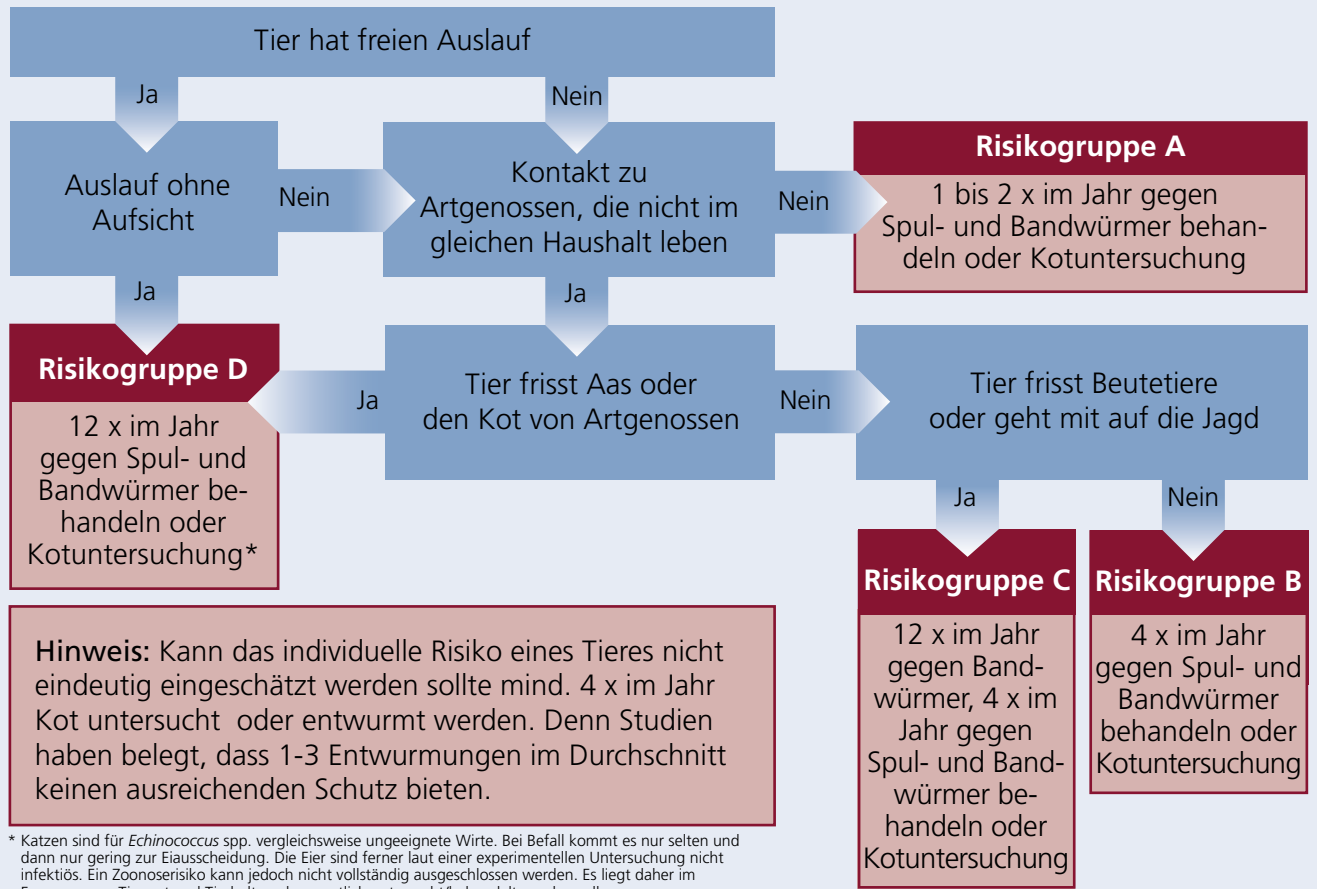 Tier hat freien Auslauf
Ja
Nein
Auslauf ohne
Aufsicht
Nein
Kontakt zu
Artgenossen, die nicht im
gleichen Haushalt leben
Nein
Risikogruppe A
1 bis 2 x im Jahr gegen
Spul- und Bandwürmer behan-
deln oder Kotuntersuchung
Ja
Ja
Risikogruppe D
12 x im Jahr
gegen Spul- und
Bandwürmer be-
handeln oder
Kotuntersuchung*
Ja
Tier frisst Aas oder
den Kot von Artgenossen
Nein
Tier frisst Beutetiere
oder geht mit auf die Jagd
Ja
Nein
Risikogruppe C
12 x im Jahr
gegen Band-
würmer, 4 x im
Jahr gegen
Spul- und Band-
würmer be-
handeln oder
Kotuntersuchung
Risikogruppe B
4 x im Jahr
gegen Spul- und
Bandwürmer
behandeln oder
Kotuntersuchung
Hinweis: Kann das individuelle Risiko eines Tieres nicht
eindeutig eingeschätzt werden sollte mind. 4 x im Jahr
Kot untersucht oder entwurmt werden. Denn Studien
haben belegt, dass 1-3 Entwurmungen im Durchschnitt
keinen ausreichenden Schutz bieten.
* Katzen sind für Echinococcus spp. vergleichsweise ungeeignete Wirte. Bei Befall kommt es nur selten und
dann nur gering zur Eiausscheidung. Die Eier sind ferner laut einer experimentellen Untersuchung nicht
infektiös. Ein Zoonoserisiko kann jedoch nicht vollständig ausgeschlossen werden. Es liegt daher im